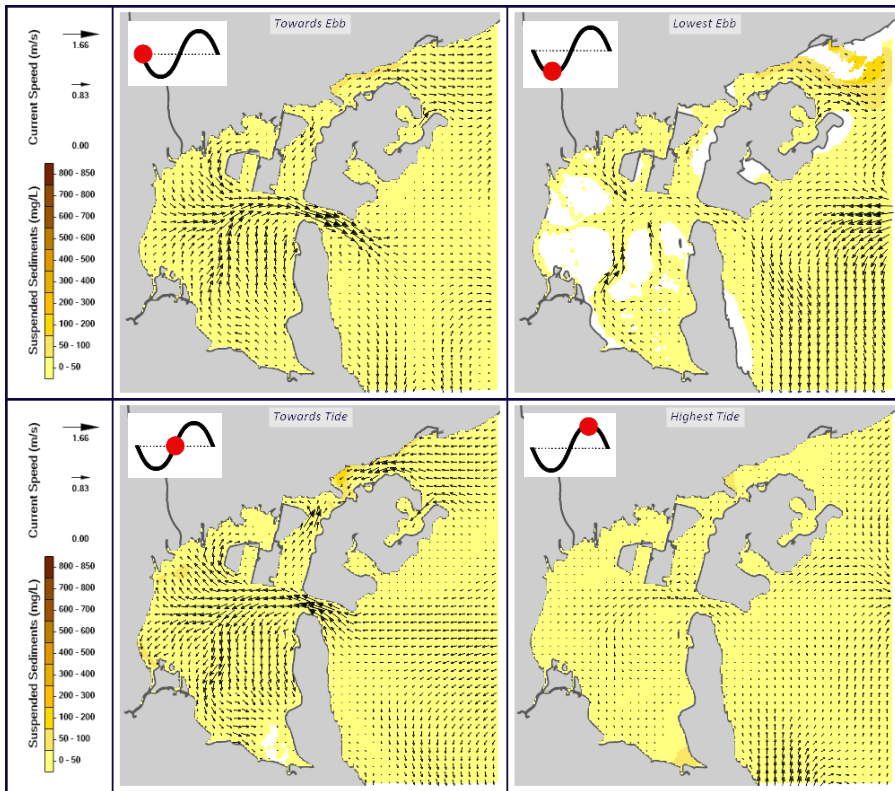 Towards Ebb
Lowest Ebb
Current Speed (m/s)
1.66
0.83
0.00
Suspended Sediments (mg/L)
800 - 850
700 - 800
600 - 700
500 - 600
400 - 500
300 - 400
200 - 300
100 - 200
50 - 100
0 - 50
Towards Tide
Highest Tide
Current Speed (m/s)
1.66
0.83
0.00
Suspended Sediments (mg/L)
800 - 850
700 - 800
600 - 700
500 - 600
400 - 500
300 - 400
200 - 300
100 - 200
50 - 100
0 - 50